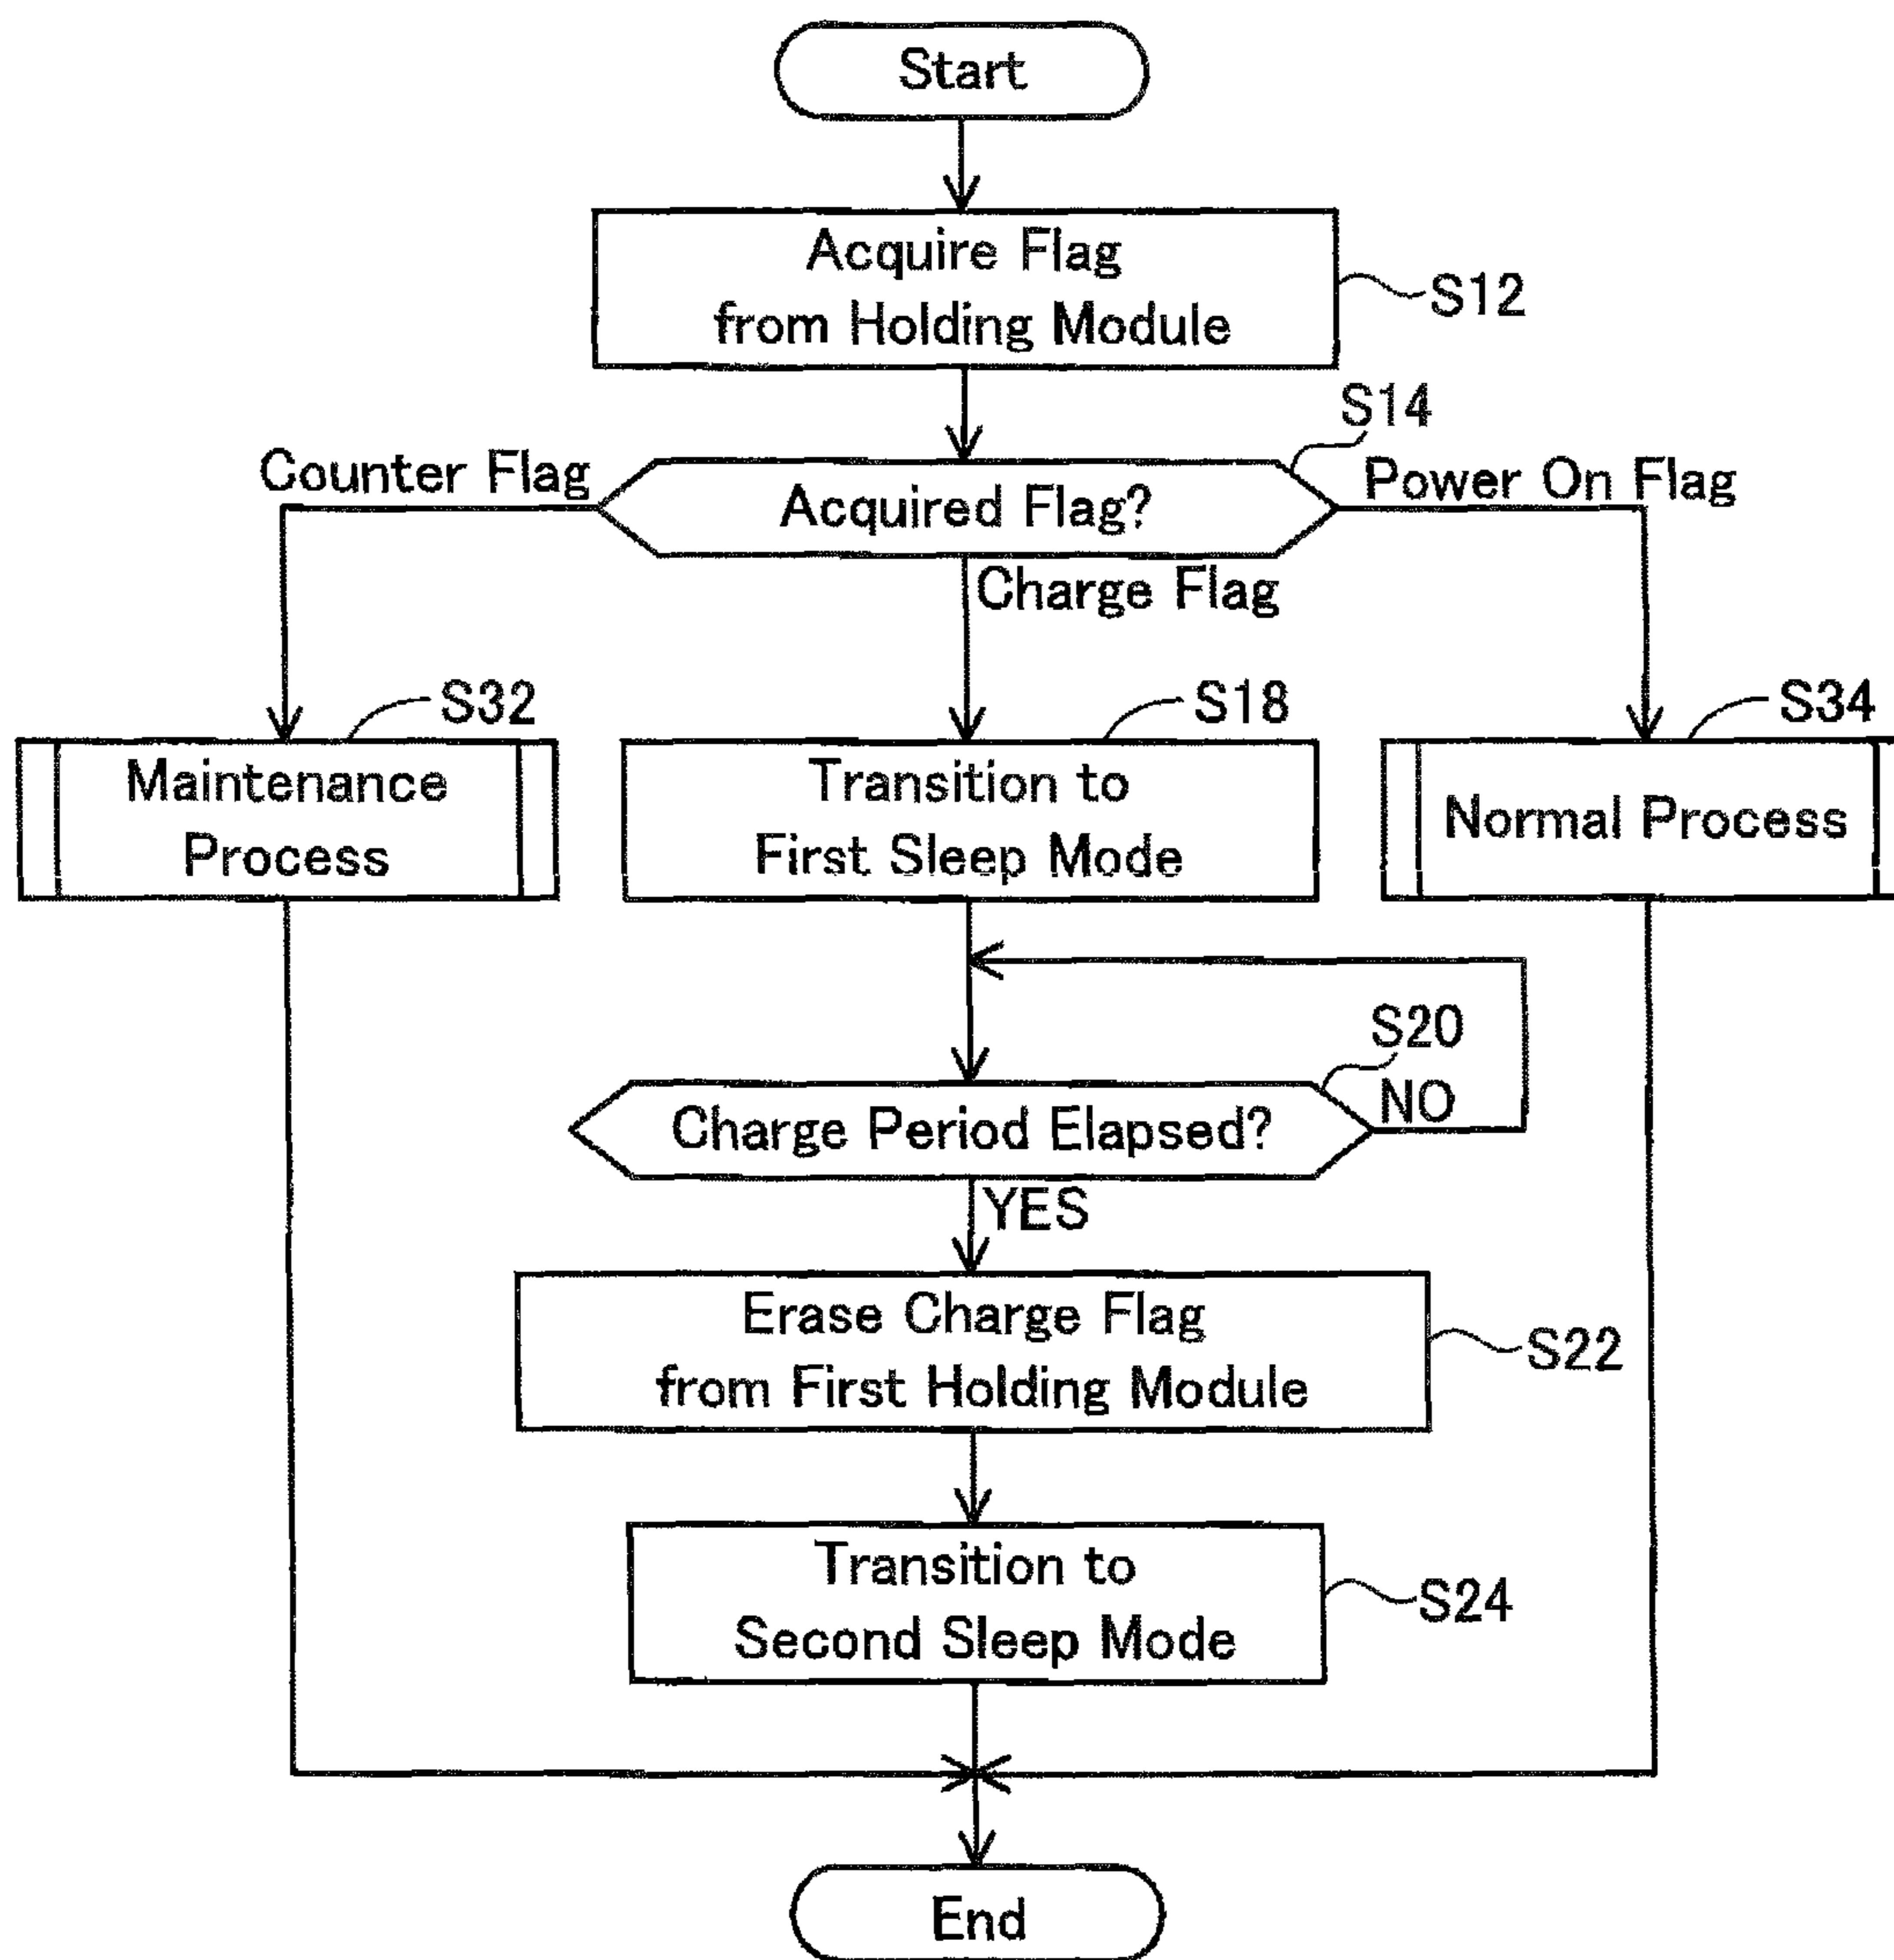 Start
Acquire Flag
from Holding Module
S12
S14
Counter Flag
Acquired Flag?
Power On Flag
Charge Flag
S32
S18
S34
Maintenance
Process
Transition to
First Sleep Mode
Normal Process
S20
Charge Period Elapsed?
NO
YES
Erase Charge Flag
from First Holding Module
S22
Transition to
Second Sleep Mode
S24
End